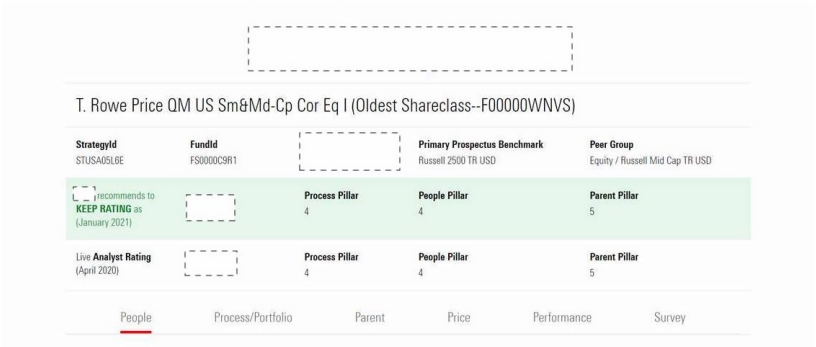 T. Rowe Price QM US Sm&Md-Cp Cor Eq I (Oldest Shareclass--F00000WNVS)
StrategyId FundId Primary Prospectus Benchmark Peer Group
STUSA05L6E FS0000C9R1 Russell 2500 TR USD Equity / Russell Mid Cap TR USD
recommends to Process Pillar People Pillar Parent Pillar
KEEP RATING as 4 4 5
(January 2021)
Live Analyst Rating Process Pillar People Pillar Parent Pillar
(April 2020) 4 4 5
People Process/Portfolio Parent Price Performance Survey